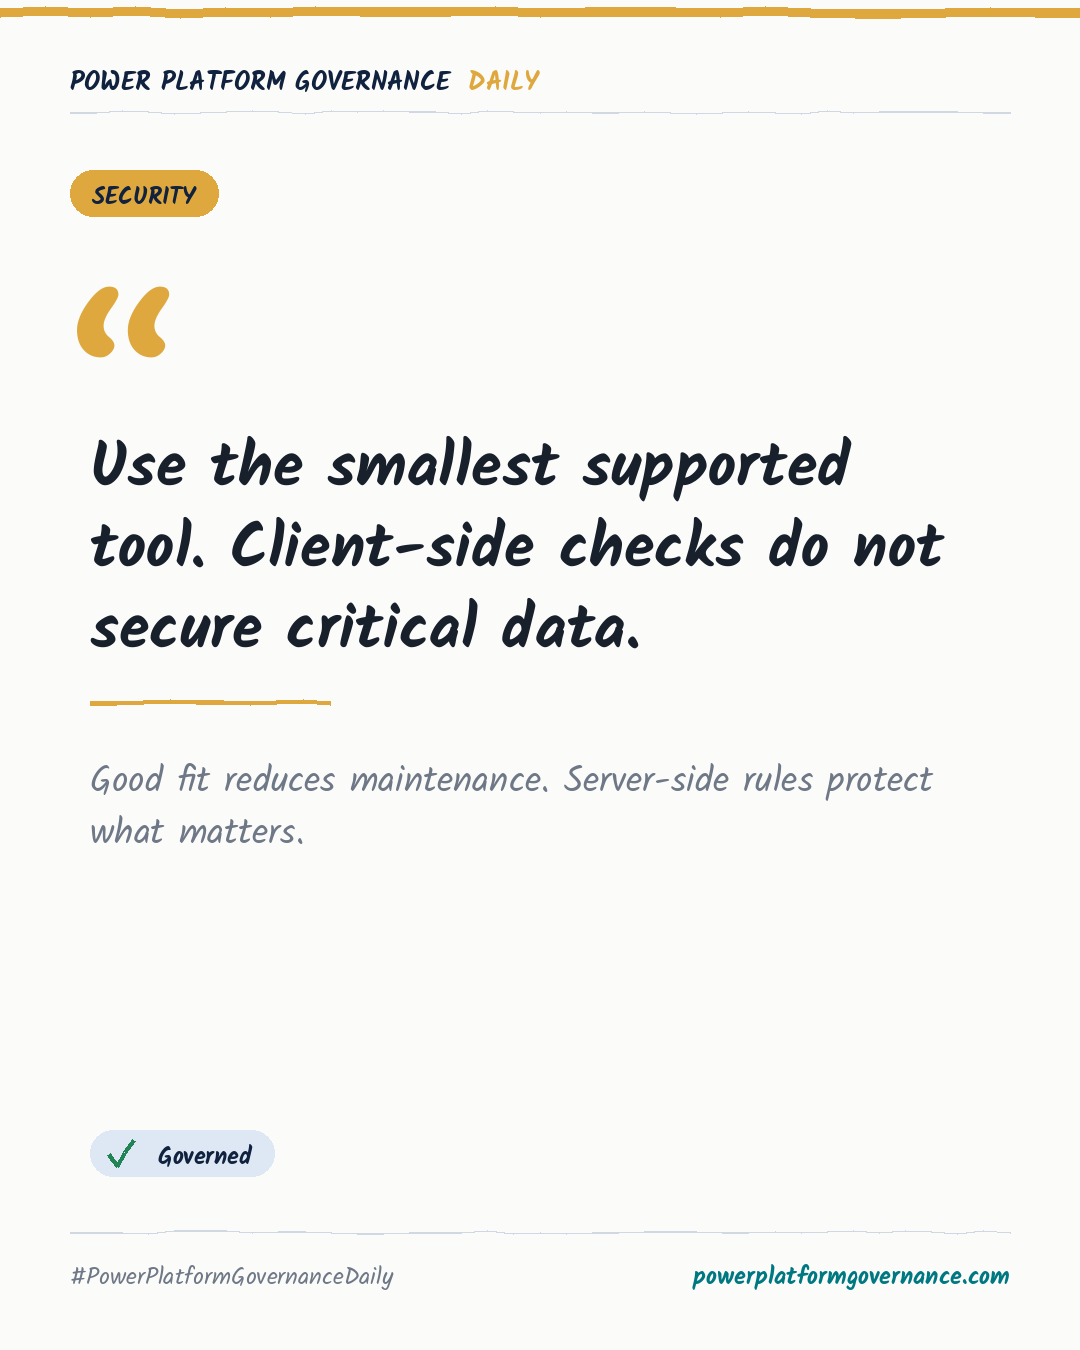 POWER PLATFORM GOVERNANCE DAILY
SECURITY
“
Use the smallest supported
tool. Client-side checks do not
secure critical data.
Good fit reduces maintenance. Server-side rules protect
what matters.
Governed
#PowerPlatformGovernanceDaily
powerplatformgovernance.com